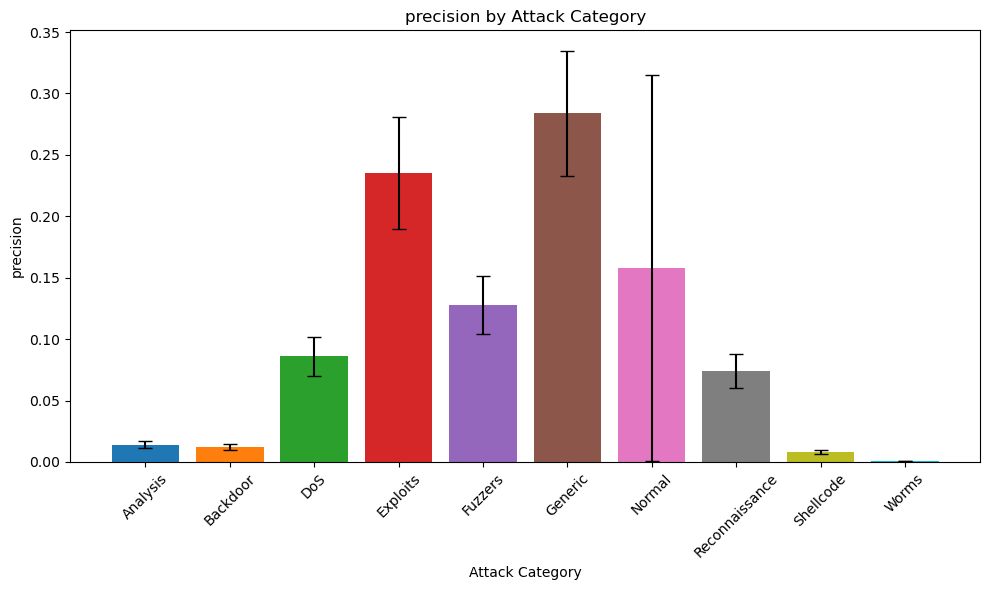 precision by Attack Category
precision
0.35
0.30
0.25
0.20
0.15
0.10
0.05
0.00
Analysis
Backdoor
DoS
Exploits
Fuzzers
Generic
Normal
Reconnaissance
Shellcode
Worms
Attack Category